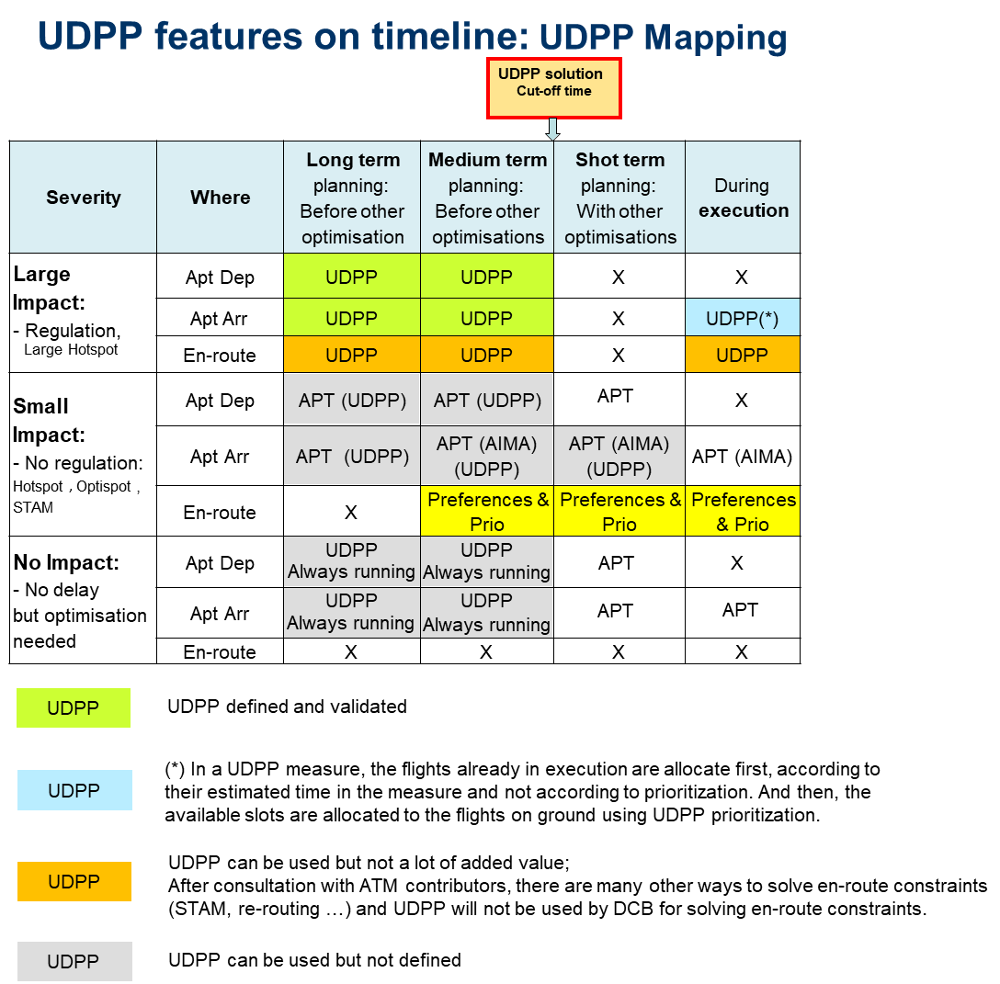 UDPP features on timeline: UDPP Mapping
UDPP solution
Cut-off time
Severity
Where
Long term
planning:
Before other
optimisation
Medium term
planning:
Before other
optimisations
Shot term
planning:
With other
optimisations
During
execution
Large
Impact:
- Regulation,
Large Hotspot
Apt Dep
UDPP
UDPP
X
X
Apt Arr
UDPP
UDPP
X
UDPP(*)
En-route
UDPP
UDPP
X
UDPP
Small
Impact:
- No regulation:
Hotspot , Optispot ,
STAM
Apt Dep
APT (UDPP)
APT (UDPP)
APT
X
Apt Arr
APT (UDPP)
APT (AIMA)
(UDPP)
APT (AIMA)
(UDPP)
APT (AIMA)
En-route
X
Preferences &
Prio
Preferences &
Prio
Preferences
& Prio
No Impact:
- No delay
but optimisation
needed
Apt Dep
UDPP
Always running
UDPP
Always running
APT
X
Apt Arr
UDPP
Always running
UDPP
Always running
APT
APT
En-route
X
X
X
X
UDPP
UDPP defined and validated
UDPP
(*) In a UDPP measure, the flights already in execution are allocate first, according to
their estimated time in the measure and not according to prioritization. And then, the
available slots are allocated to the flights on ground using UDPP prioritization.
UDPP
UDPP can be used but not a lot of added value;
After consultation with ATM contributors, there are many other ways to solve en-route constraints
(STAM, re-routing …) and UDPP will not be used by DCB for solving en-route constraints.
UDPP
UDPP can be used but not defined